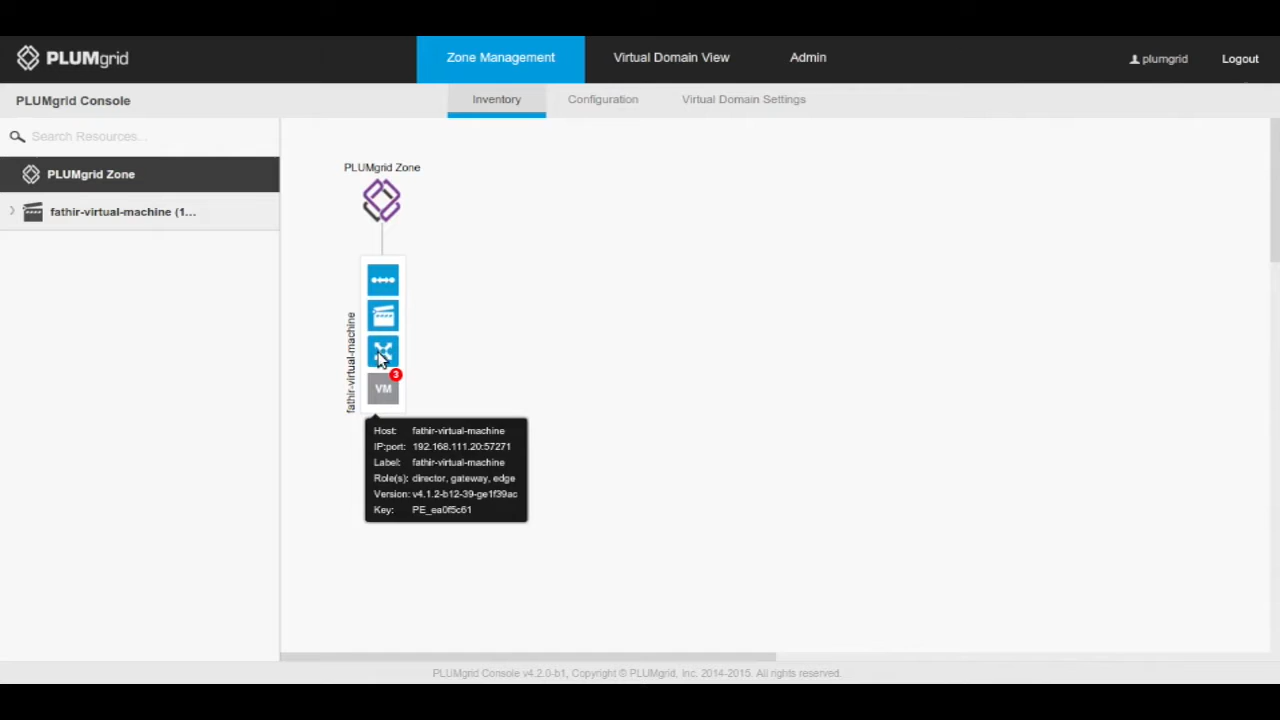 PLUMgrid
Zone Management
Virtual Domain View
Admin
plumgrid
Logout
PLUMgrid Console
Inventory
Configuration
Virtual Domain Settings
Search Resources...
PLUMgrid Zone
fathir-virtual-machine (1...
PLUMgrid Zone
fathir-virtual-machine
3
VM
Host: fathir-virtual-machine
IP:port: 192.168.111.20:57271
Label: fathir-virtual-machine
Role(s): director, gateway, edge
Version: v4.1.2-b12-39-ge1f39ac
Key: PE_ea0f5c61
PLUMgrid Console v4.2.0-b1, Copyright © PLUMgrid, Inc. 2014-2015. All rights reserved.